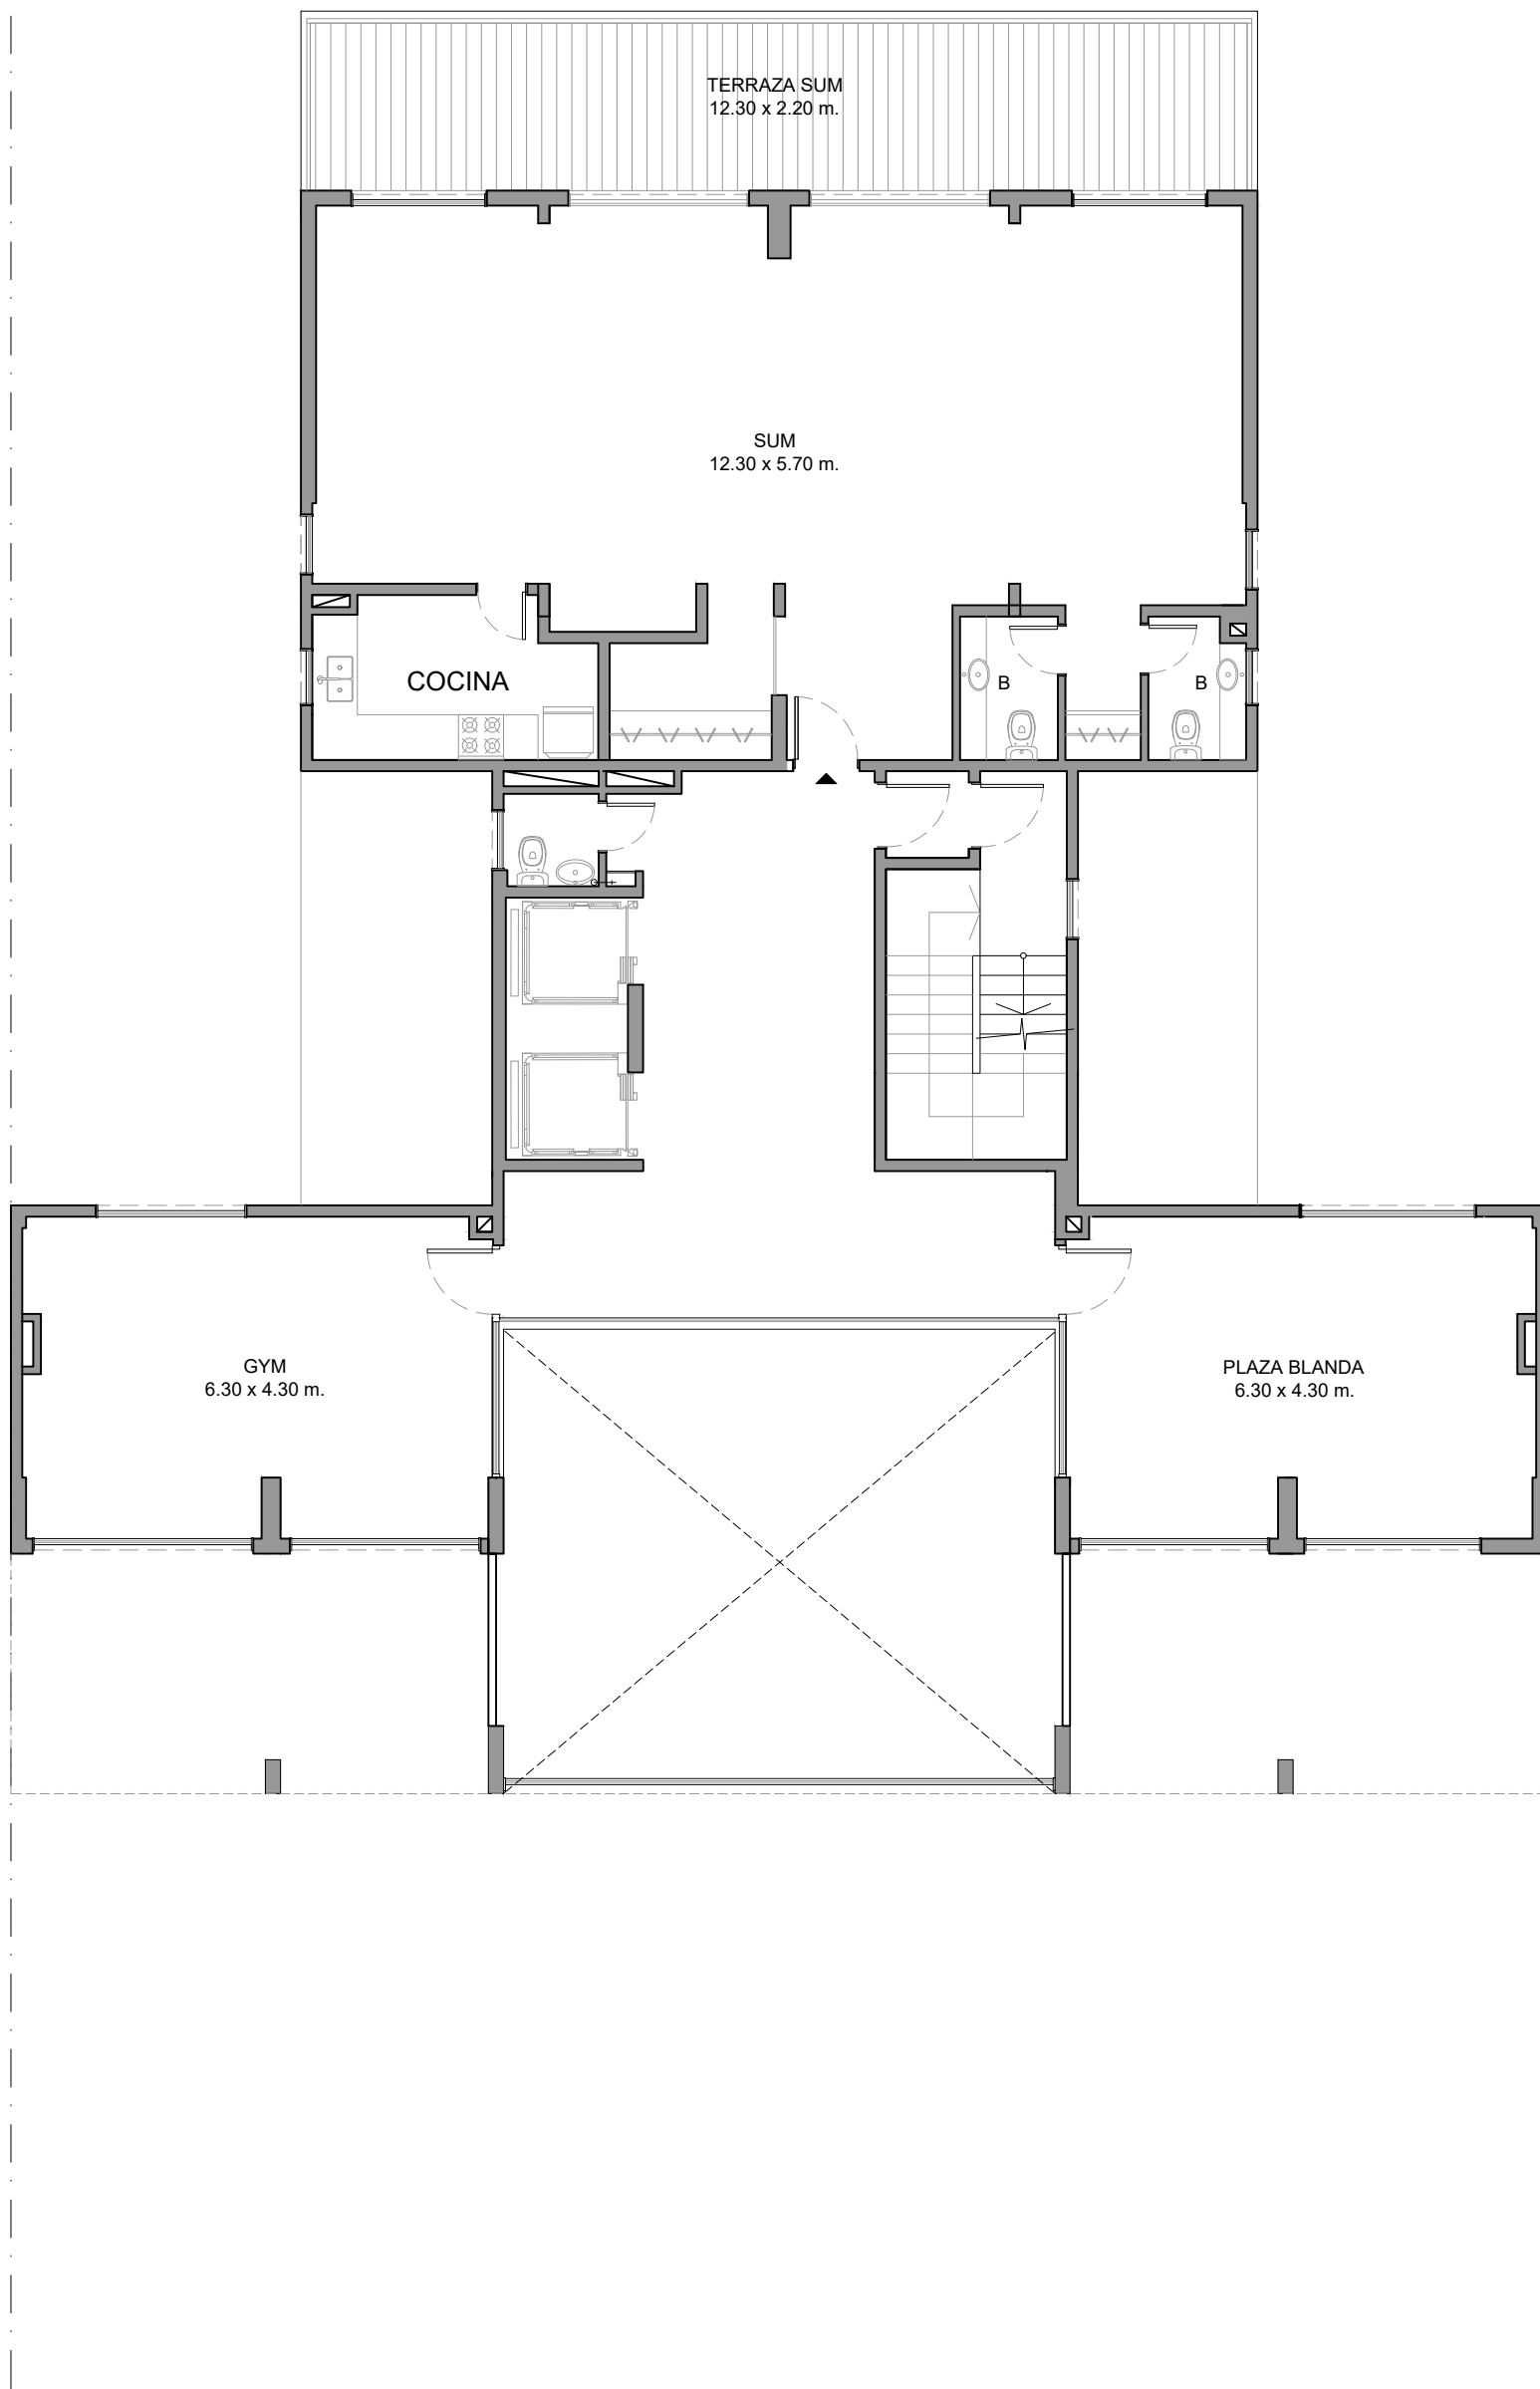 TERRAZA SUM
12.30 x 2.20 m.
SUM
12.30 x 5.70 m.
COCINA
B
B
GYM
6.30 x 4.30 m.
PLAZA BLANDA
6.30 x 4.30 m.